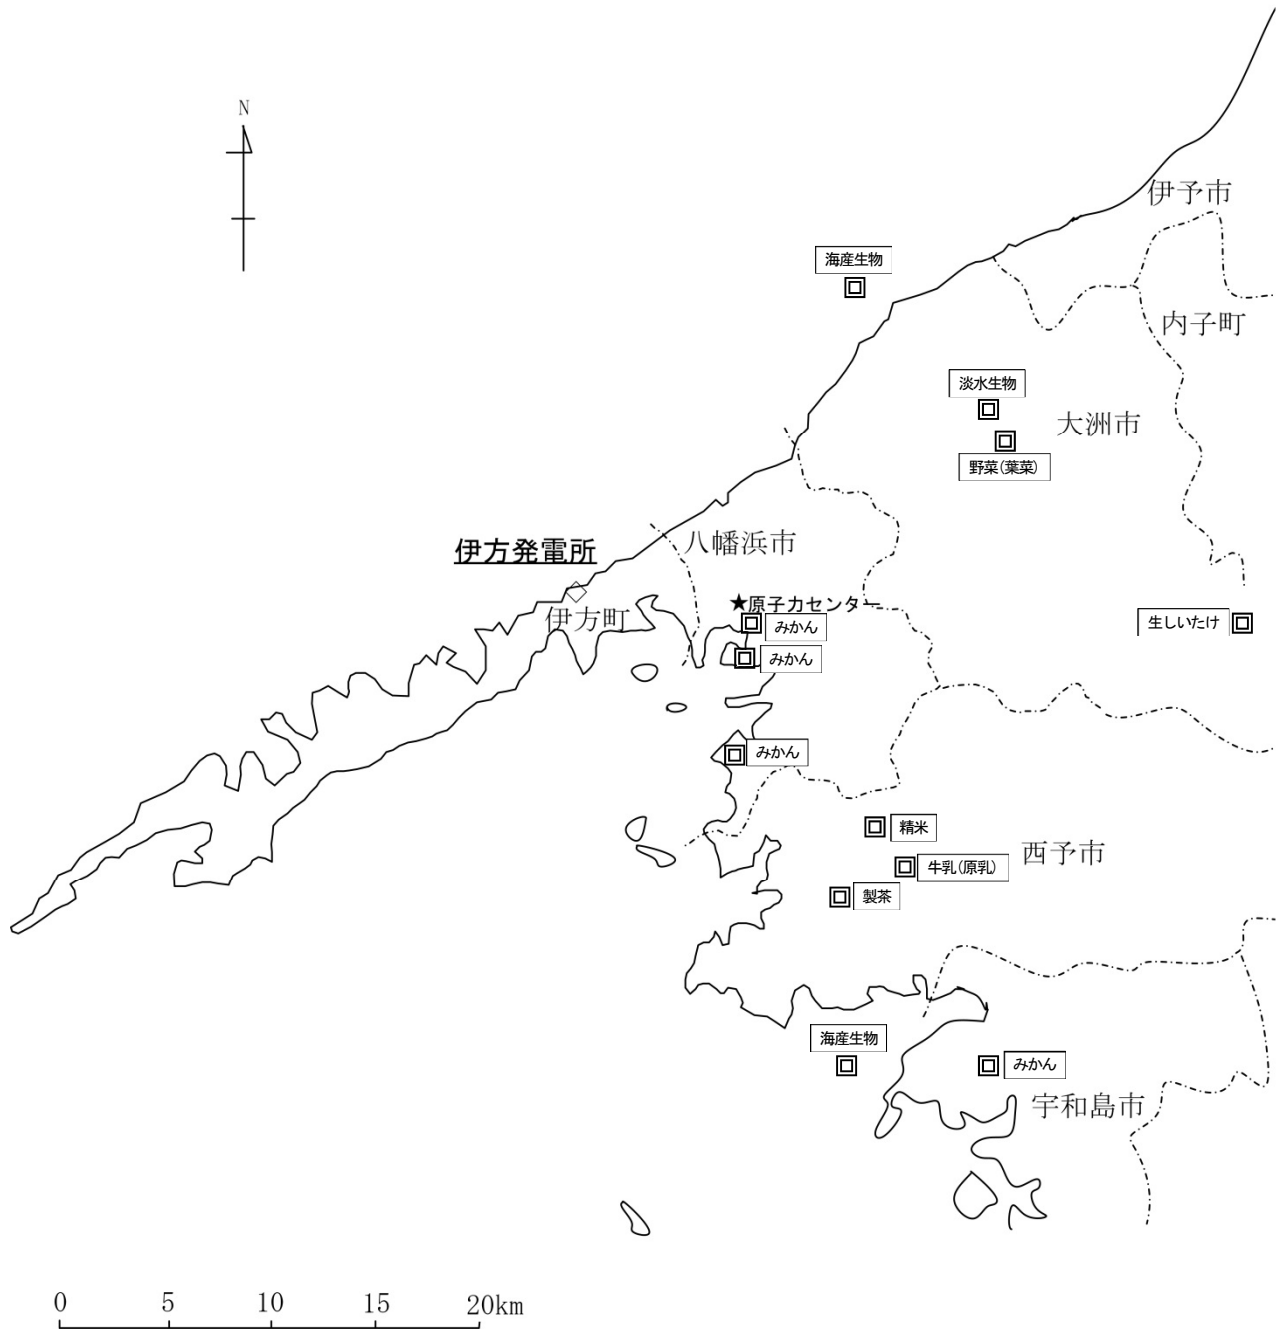 N
伊予市
海産生物
内子町
淡水生物
大洲市
野菜(葉菜)
伊方発電所
八幡浜市
★原子力センター
伊方町
みかん
生しいたけ
みかん
みかん
精米
西予市
牛乳(原乳)
製茶
海産生物
みかん
宇和島市
0 5 10 15 20km